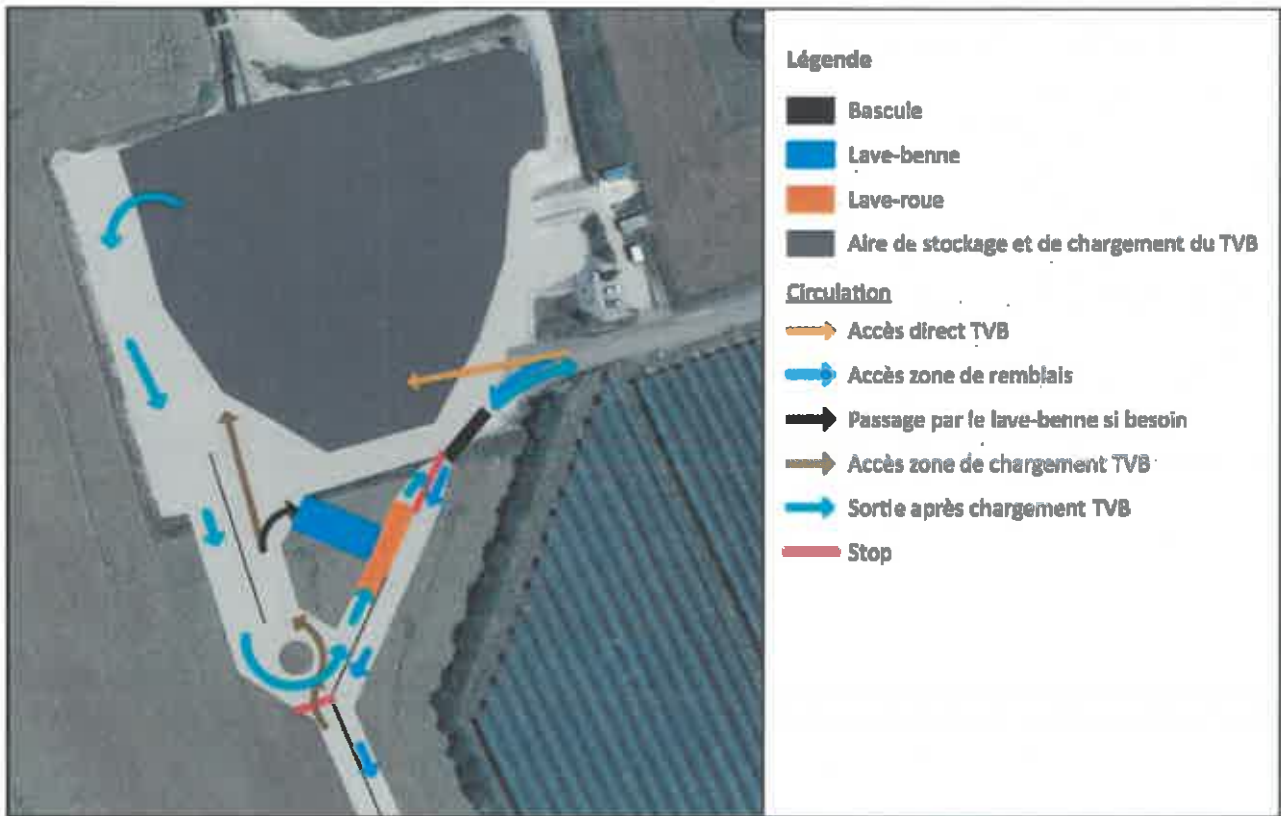 Légende
Bascule
Lave-benne
Lave-roue
Aire de stockage et de chargement du TVB
Circulation
Accès direct TVB
Accès zone de remblais
Passage par le lave-benne si besoin
Accès zone de chargement TVB
Sortie après chargement TVB
Stop